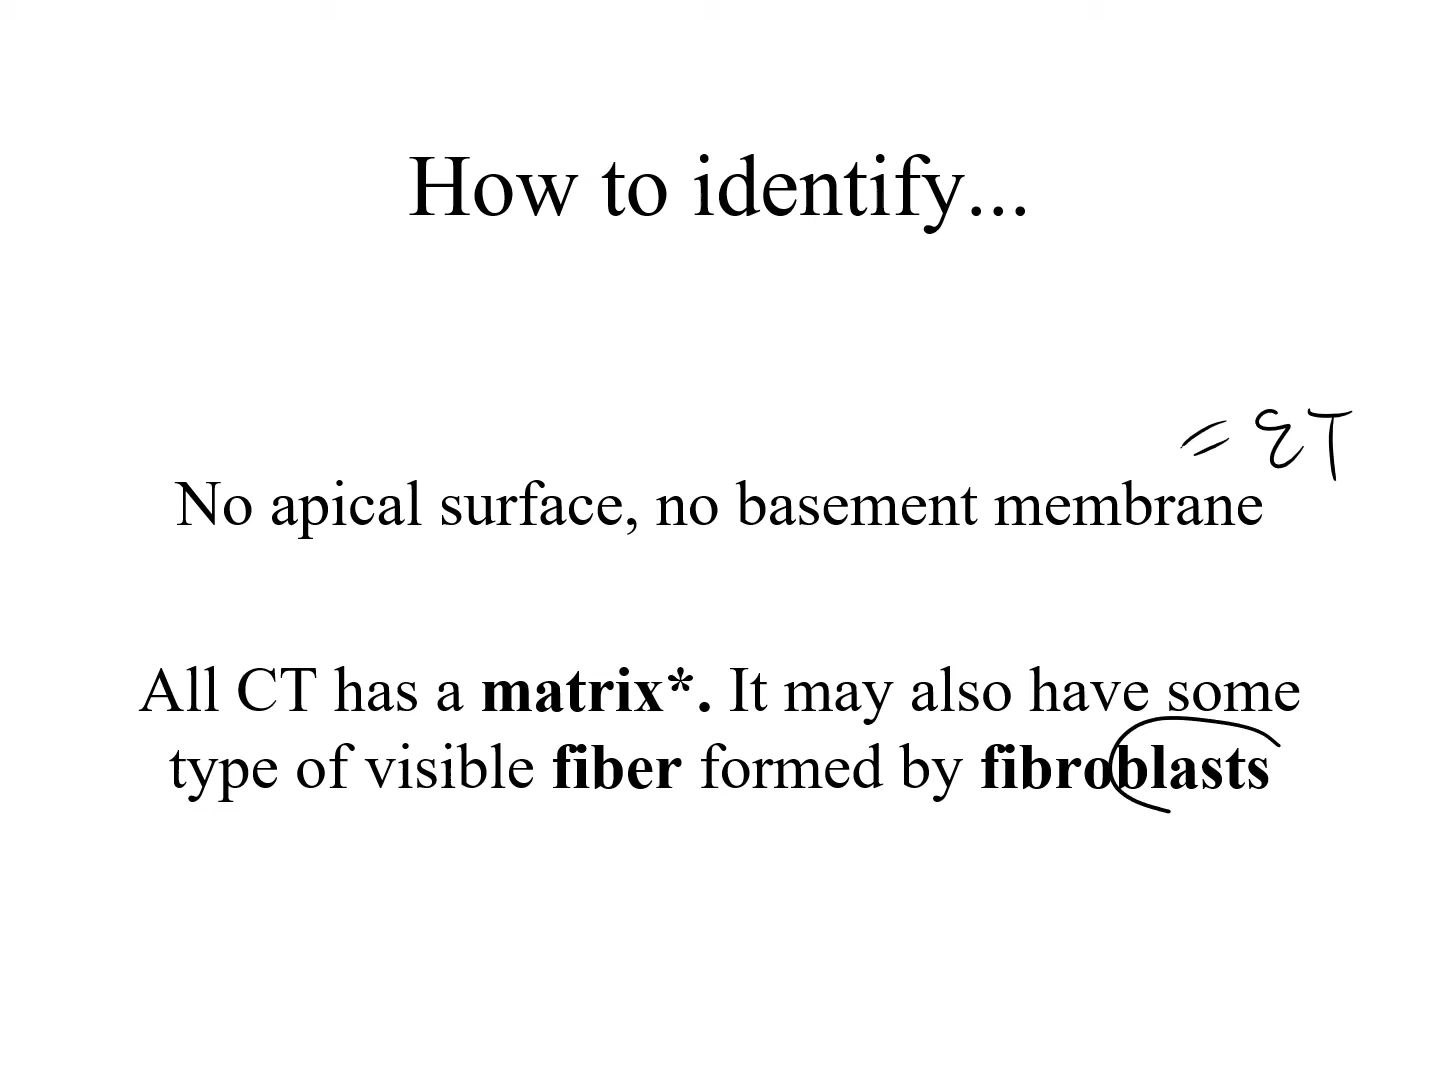 How to identify...
= ET
No apical surface, no basement membrane
All CT has a matrix*. It may also have some
type of visible fiber formed by fibroblasts